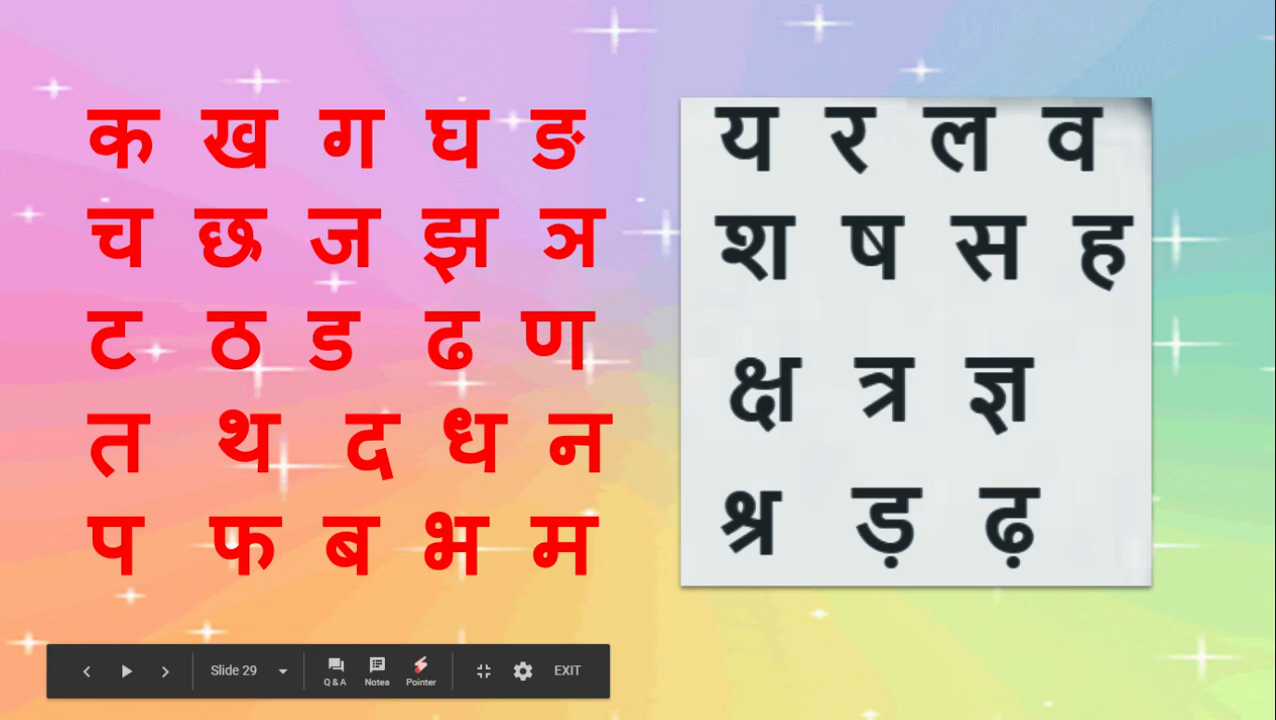 क ख ग घ ङ
च छ ज झ ञ
ट ठ ड ढ ण
त थ द ध न
प फ ब भ म
य र ल व
श ष स ह
क्ष त्र ज्ञ
श्र ड़ ढ़
Slide 29
Q & A
Notes
Pointer
EXIT